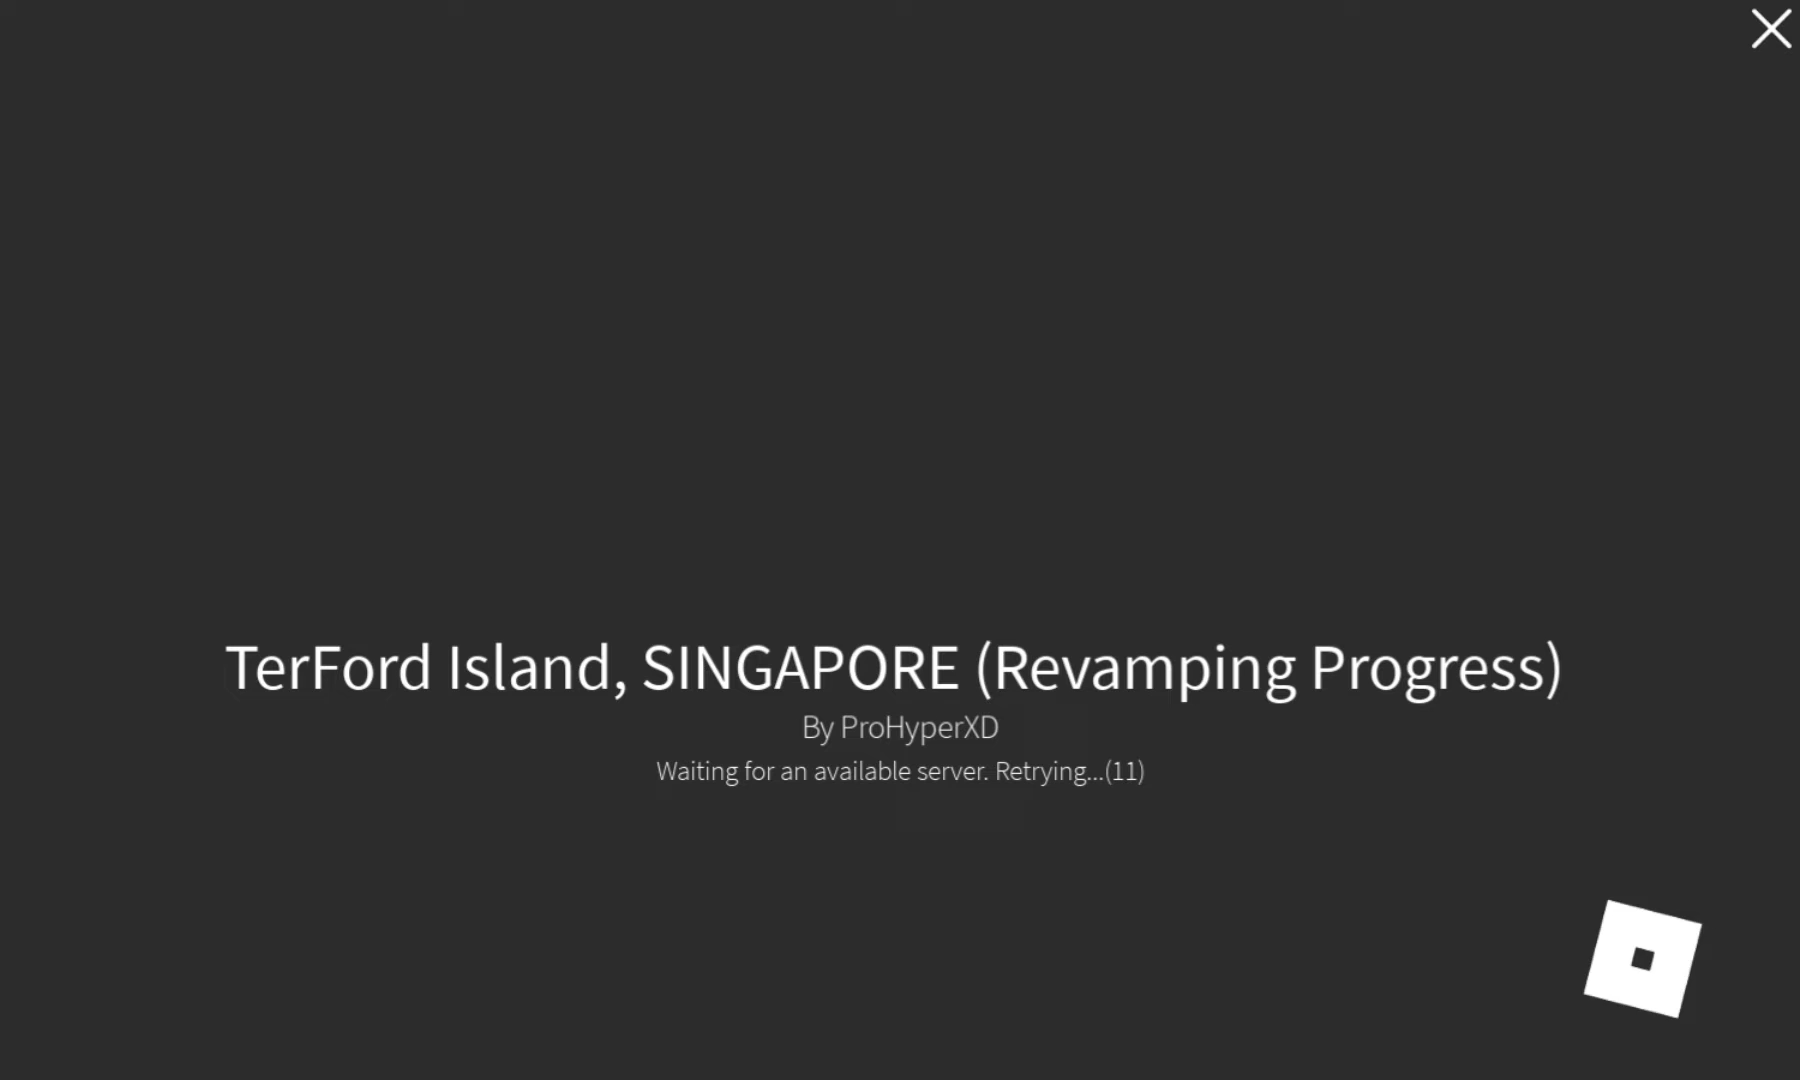 TerFord Island, SINGAPORE (Revamping Progress)
By ProHyperXD
Waiting for an available server. Retrying...(11)